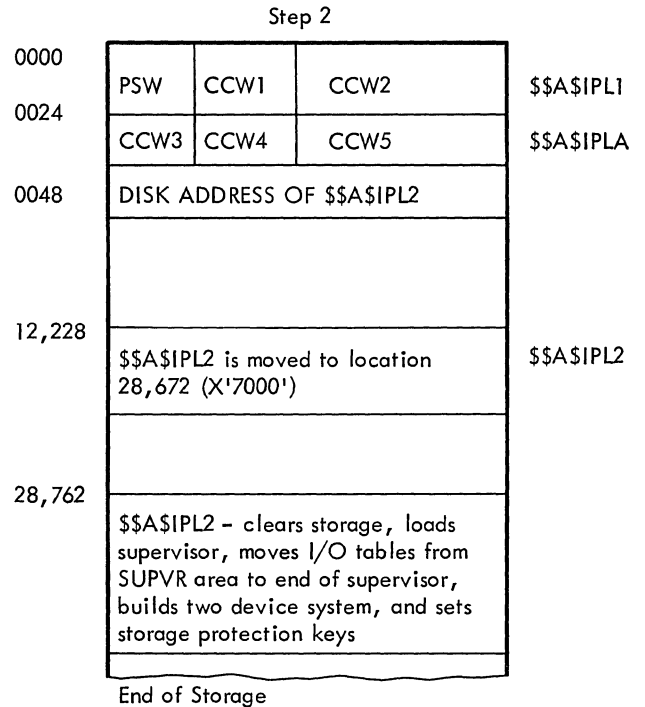 Step 2
0000
PSW CCW1 CCW2 $$A$IPL1
0024
CCW3 CCW4 CCW5 $$A$IPLA
0048 DISK ADDRESS OF $$A$IPL2
12,228
$$A$IPL2 is moved to location $$A$IPL2
28,672 (X'7000')
28,762
$$A$IPL2 - clears storage, loads
supervisor, moves I/O tables from
SUPVR area to end of supervisor,
builds two device system, and sets
storage protection keys
End of Storage